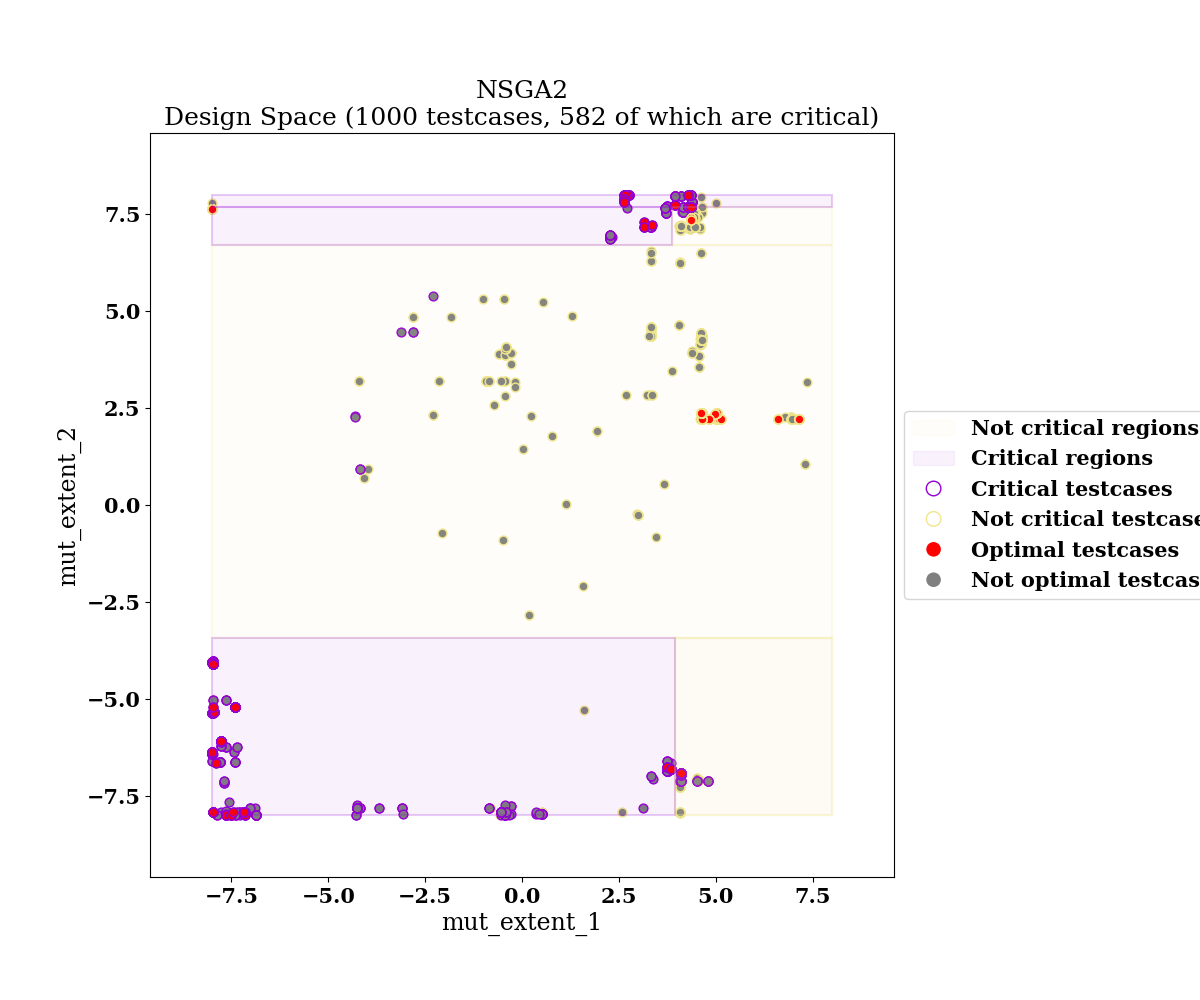 NSGA2
Design Space (1000 testcases, 582 of which are critical)
7.5
5.0
2.5
0.0
−2.5
−5.0
−7.5
mut_extent_2
−7.5 −5.0 −2.5 0.0 2.5 5.0 7.5
mut_extent_1
Not critical regions
Critical regions
Critical testcases
Not critical testcase
Optimal testcases
Not optimal testcas